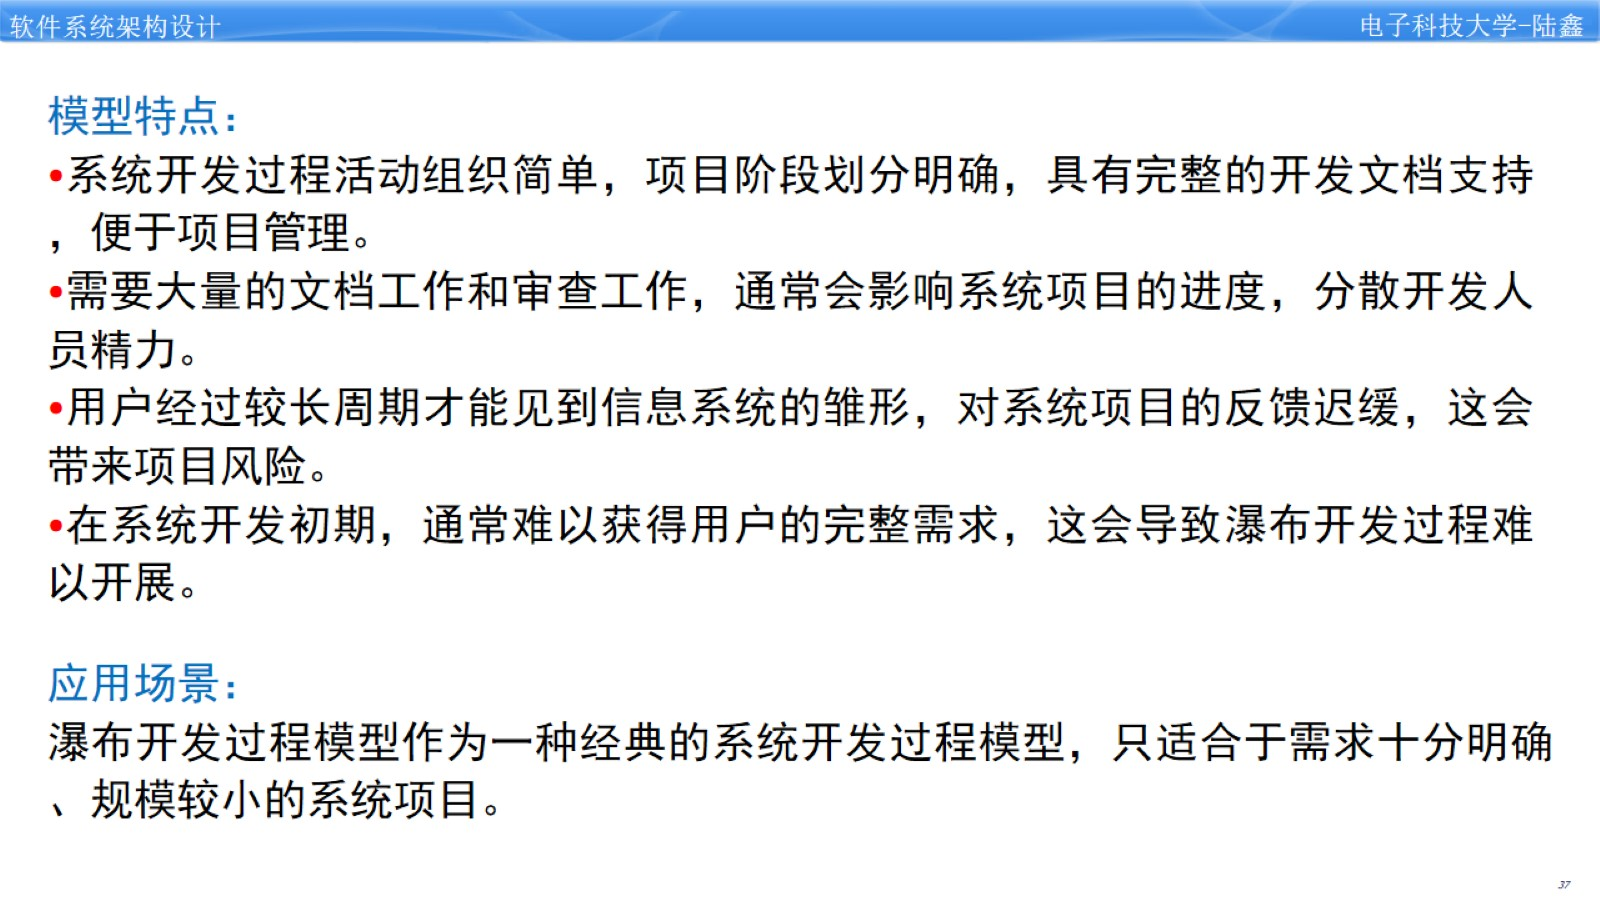 软件系统架构设计
电子科技大学-陆鑫
模型特点：
•系统开发过程活动组织简单，项目阶段划分明确，具有完整的开发文档支持
，便于项目管理。
•需要大量的文档工作和审查工作，通常会影响系统项目的进度，分散开发人
员精力。
•用户经过较长周期才能见到信息系统的雏形，对系统项目的反馈迟缓，这会
带来项目风险。
•在系统开发初期，通常难以获得用户的完整需求，这会导致瀑布开发过程难
以开展。
应用场景：
瀑布开发过程模型作为一种经典的系统开发过程模型，只适合于需求十分明确
、规模较小的系统项目。
37